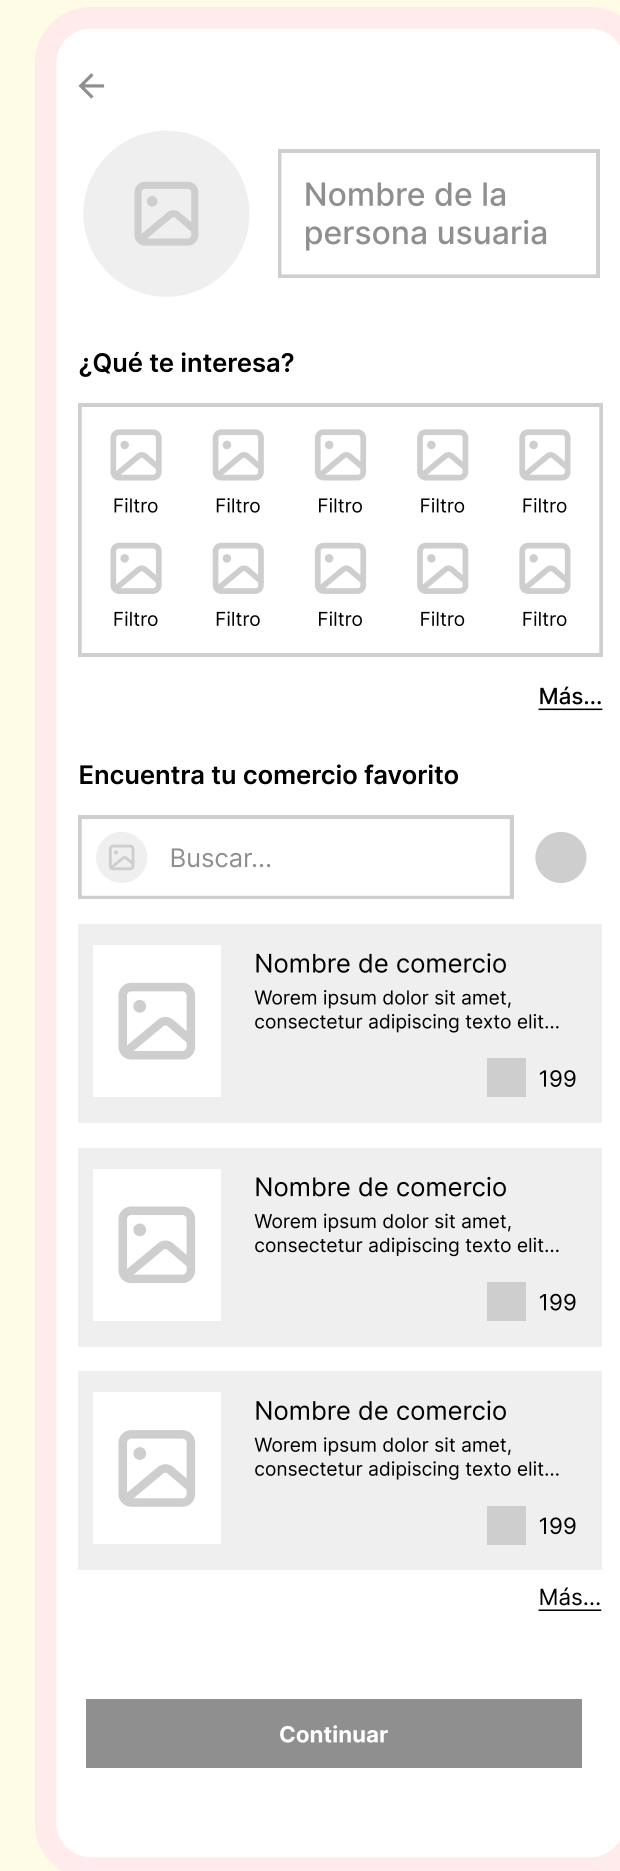 Nombre de la
persona usuaria
¿Qué te interesa?
Filtro Filtro Filtro Filtro Filtro
Filtro Filtro Filtro Filtro Filtro
Más...
Encuentra tu comercio favorito
Buscar...
Nombre de comercio
Worem ipsum dolor sit amet,
consectetur adipiscing texto elit...
199
Nombre de comercio
Worem ipsum dolor sit amet,
consectetur adipiscing texto elit...
199
Nombre de comercio
Worem ipsum dolor sit amet,
consectetur adipiscing texto elit...
199
Más...
Continuar